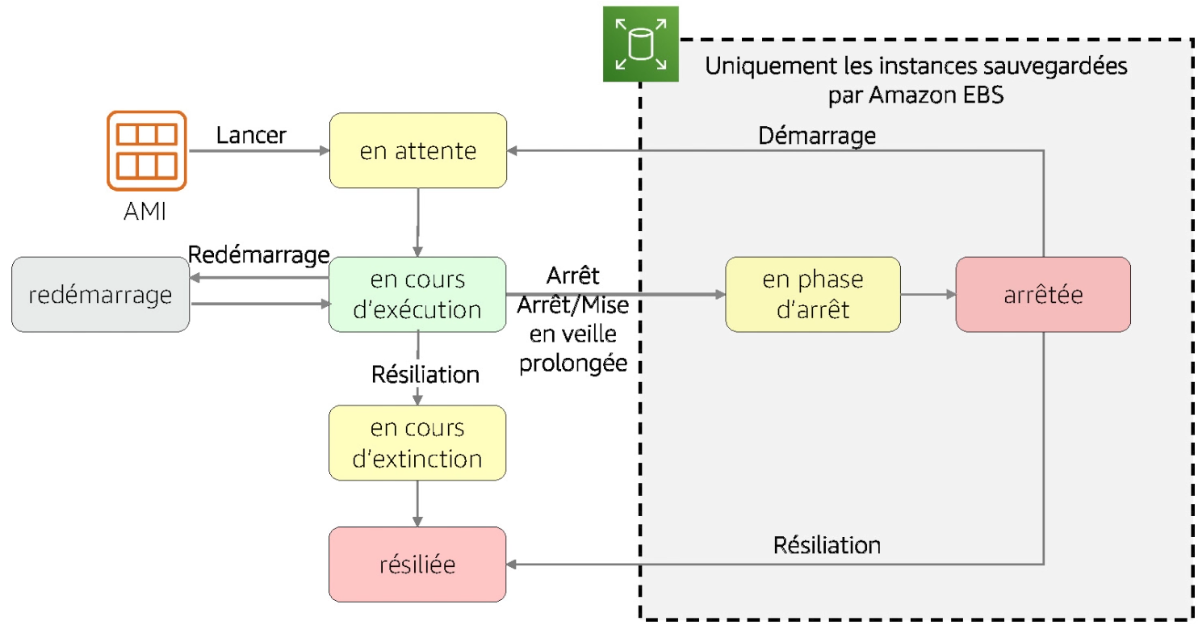 Uniquement les instances sauvegardées
par Amazon EBS
Lancer
en attente
Démarrage
AMI
Redémarrage
redémarrage
en cours
d'exécution
Arrêt
Arrêt/Mise
en veille
prolongée
en phase
d'arrêt
arrêtée
Résiliation
en cours
d'extinction
résiliée
Résiliation